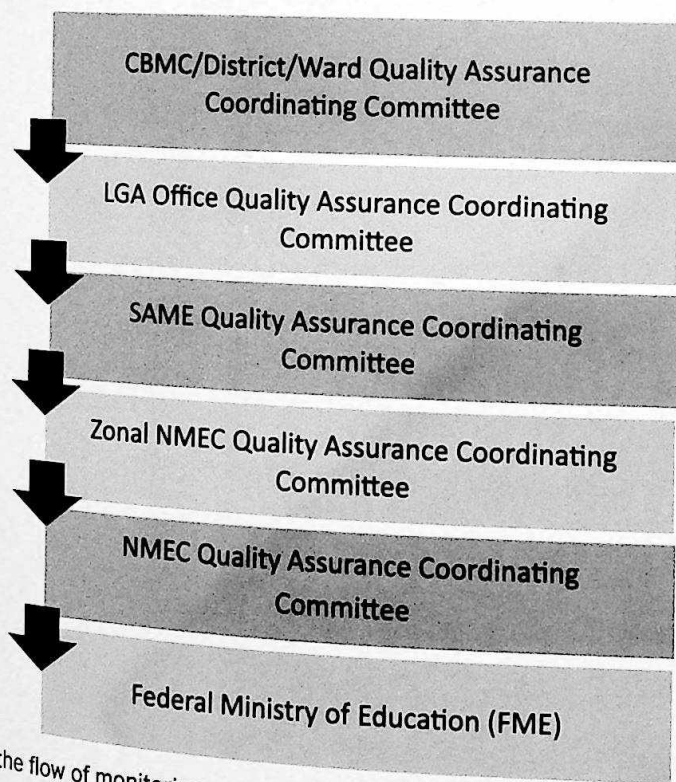 CBMC/District/Ward Quality Assurance
Coordinating Committee
LGA Office Quality Assurance Coordinating
Committee
SAME Quality Assurance Coordinating
Committee
Zonal NMEC Quality Assurance Coordinating
Committee
NMEC Quality Assurance Coordinating
Committee
Federal Ministry of Education (FME)
the flow of